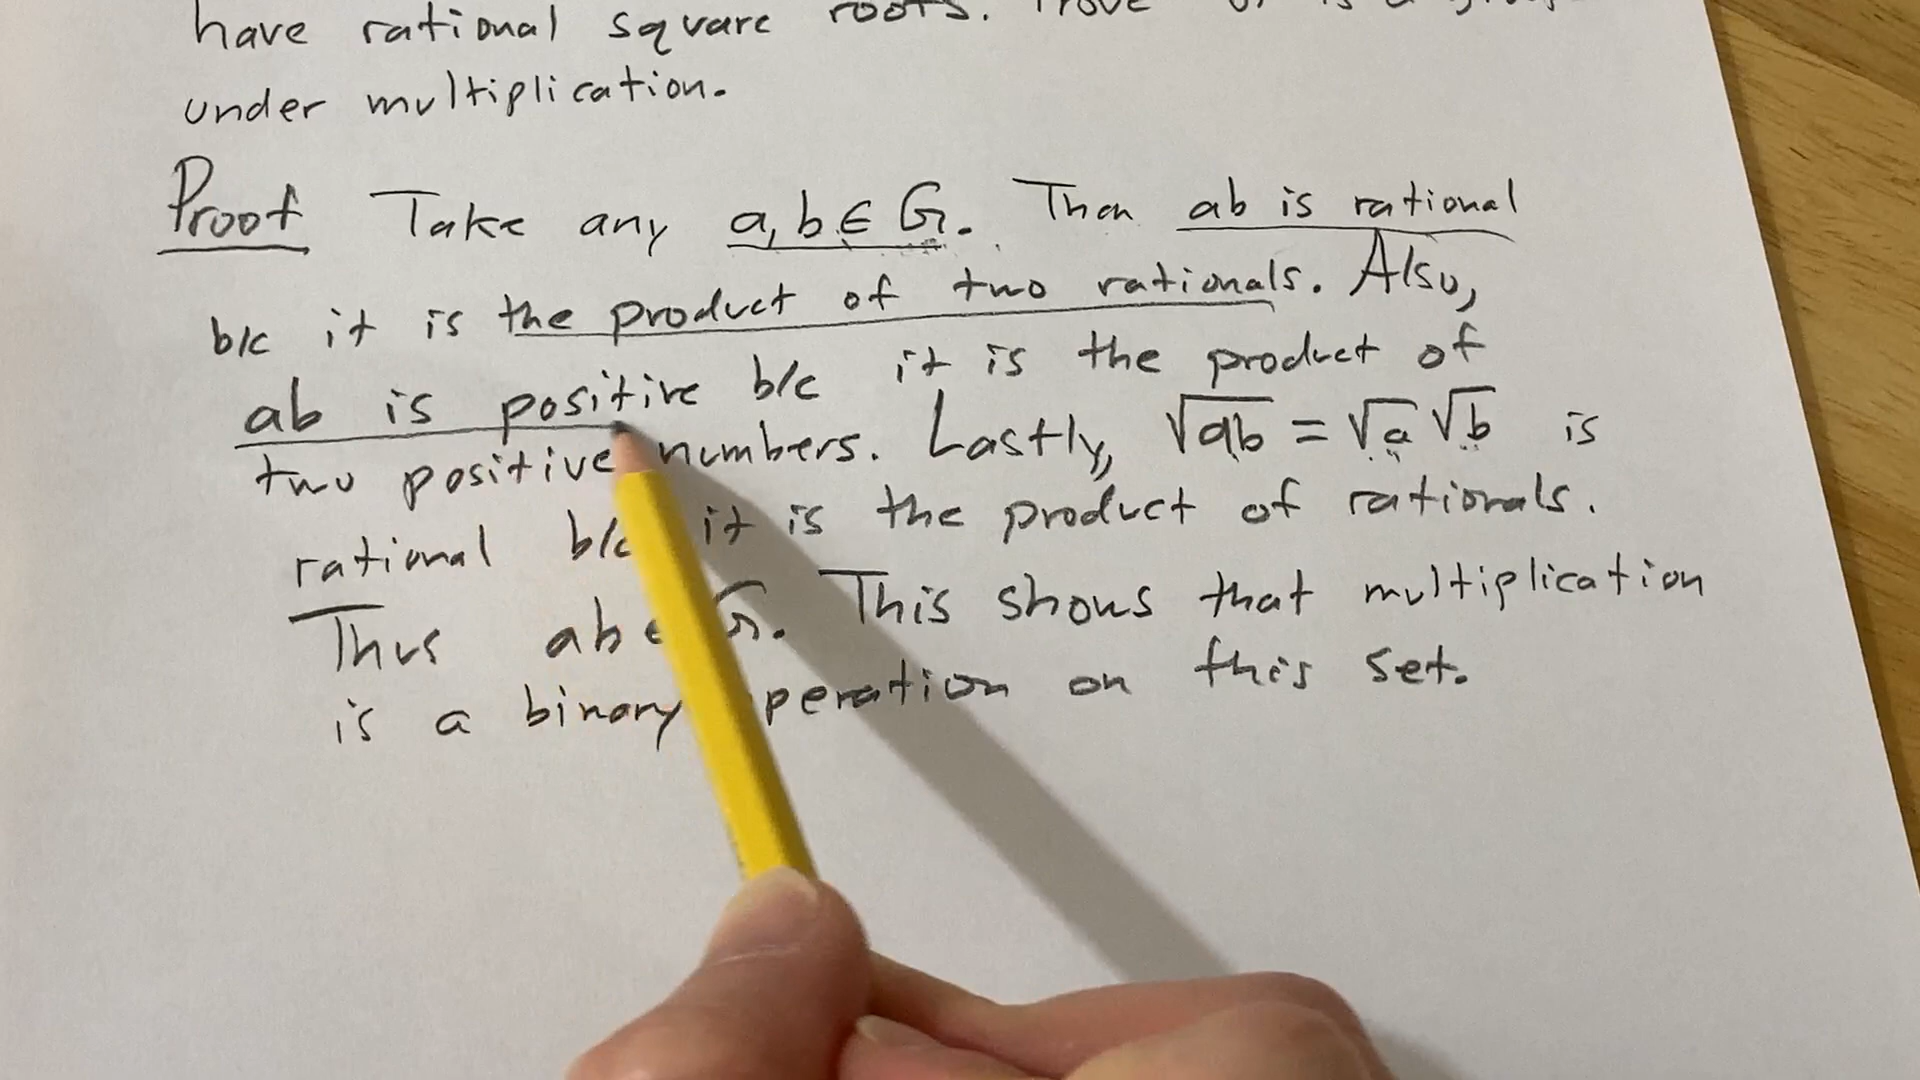 have rational square roots. Prove G is a group
under multiplication.
Proof Take any a, b ∈ G. Then ab is rational
b/c it is the product of two rationals. Also,
ab is positive b/c it is the product of
two positive numbers. Lastly, √ab = √a √b is
rational b/c it is the product of rationals.
Thus ab ∈ G. This shows that multiplication
is a binary operation on this set.